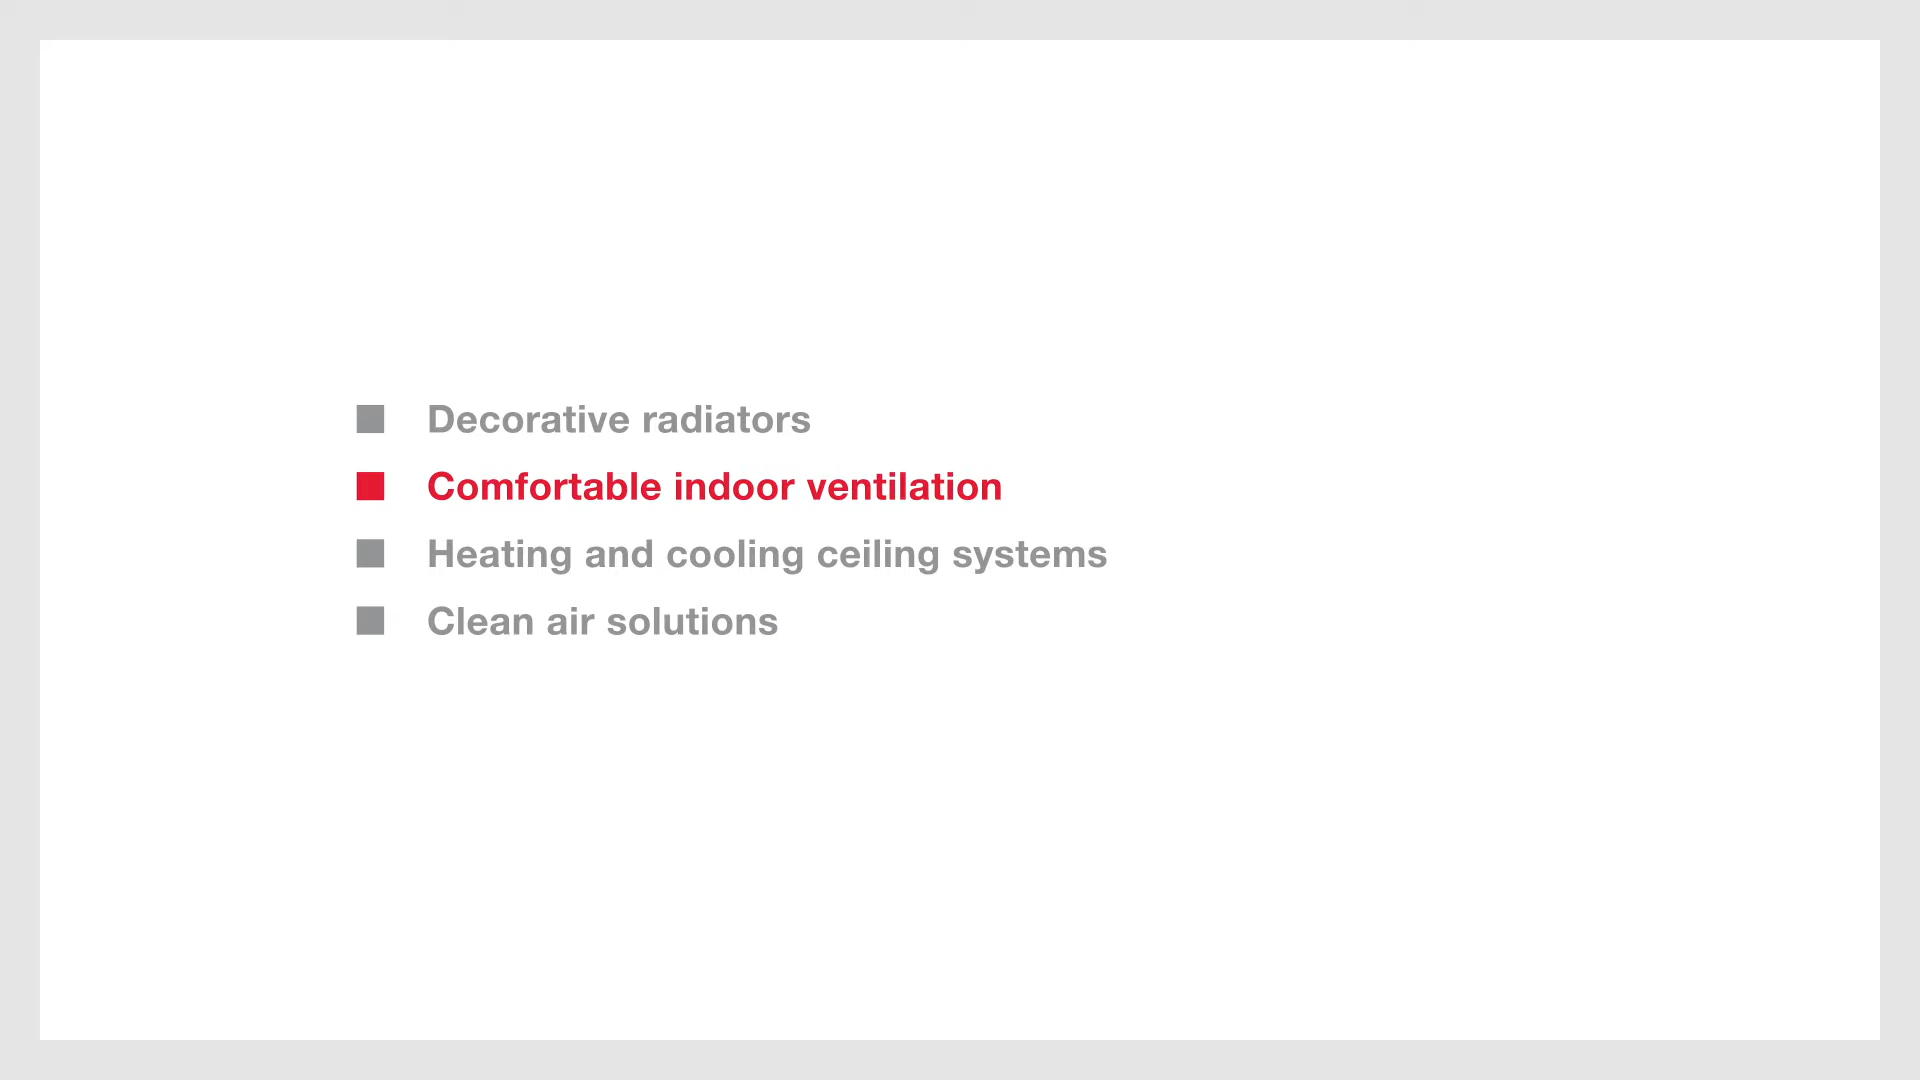 Decorative radiators
Comfortable indoor ventilation
Heating and cooling ceiling systems
Clean air solutions